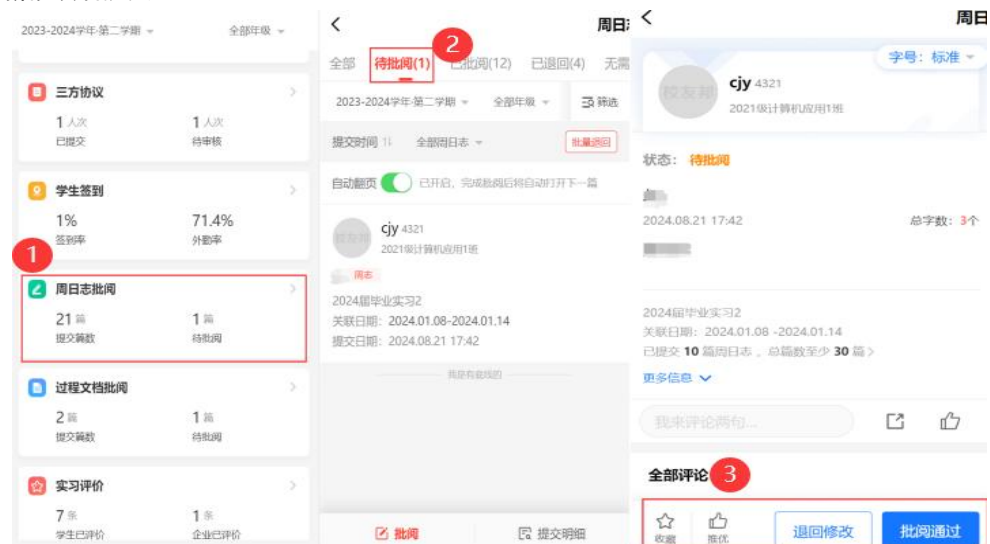 2023-2024学年-第二学期
全部年级
三方协议
1 人次
1 人次
已提交
待审核
学生签到
1%
71.4%
签到率
外勤率
1
周日志批阅
21 篇
1 篇
提交篇数
待批阅
过程文档批阅
2 篇
1 篇
提交篇数
待批阅
实习评价
7 条
1 条
学生已评价
企业已评价
周日
2
全部
待批阅(1)
已批阅(12)
已退回(4)
无需
2023-2024学年-第二学期
全部年级
筛选
提交时间
全部周日志
批量退回
自动翻页
已开启，完成批阅后将自动打开下一篇
校友邦
cjy 4321
2021级计算机应用1班
周志
2024届毕业实习2
关联日期：2024.01.08-2024.01.14
提交日期：2024.08.21 17:42
我是有底线的
批阅
提交明细
周日
字号：标准
校友邦
cjy 4321
2021级计算机应用1班
状态：待批阅
2024.08.21 17:42
总字数：3个
2024届毕业实习2
关联日期：2024.01.08 -2024.01.14
已提交 10 篇周日志 ，总篇数至少 30 篇
更多信息
我来评论两句...
全部评论
3
收藏
推优
退回修改
批阅通过